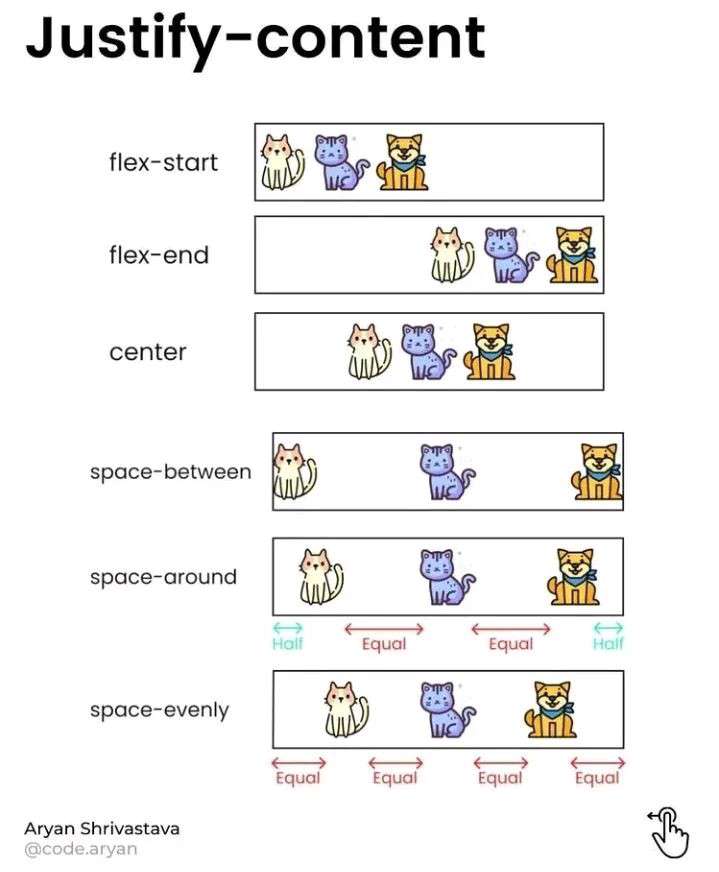 Justify-content
flex-start
flex-end
center
space-between
space-around
Half Equal Equal Half
space-evenly
Equal Equal Equal Equal
Aryan Shrivastava
@code.aryan